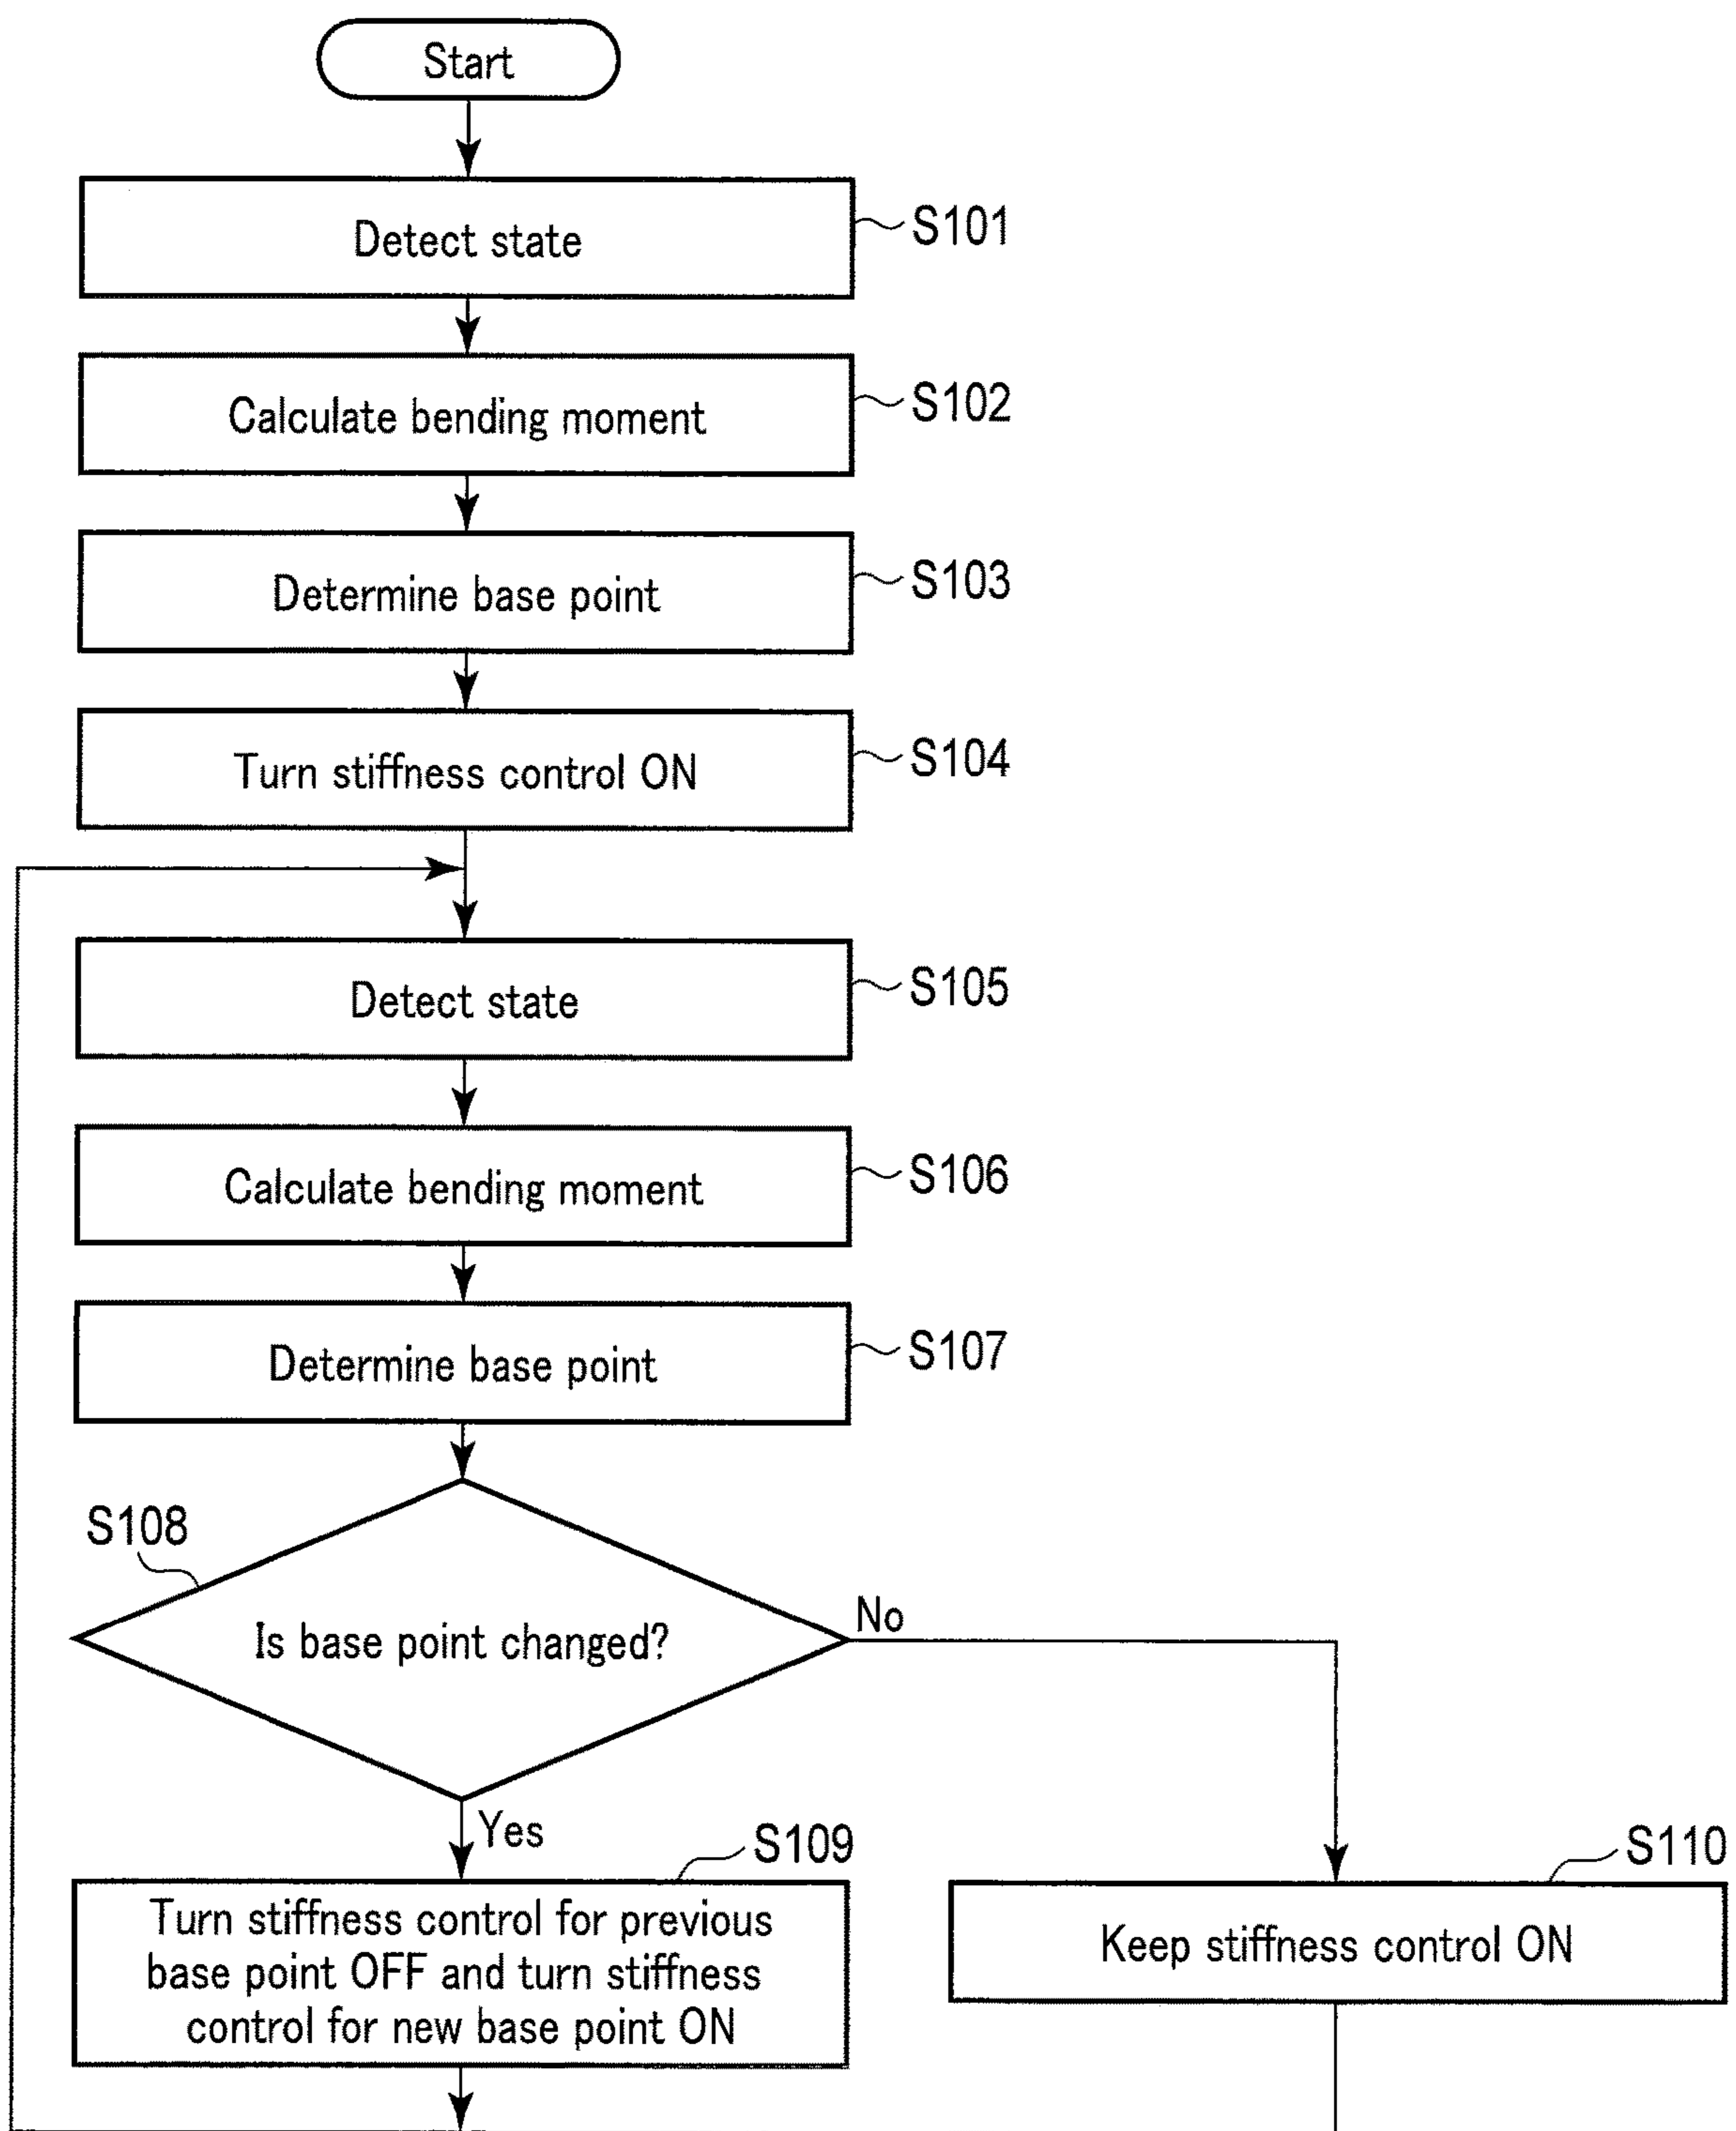 Start
Detect state
S101
Calculate bending moment
S102
Determine base point
S103
Turn stiffness control ON
S104
Detect state
S105
Calculate bending moment
S106
Determine base point
S107
S108
Is base point changed?
No
Yes
S109
Turn stiffness control for previous
base point OFF and turn stiffness
control for new base point ON
S110
Keep stiffness control ON